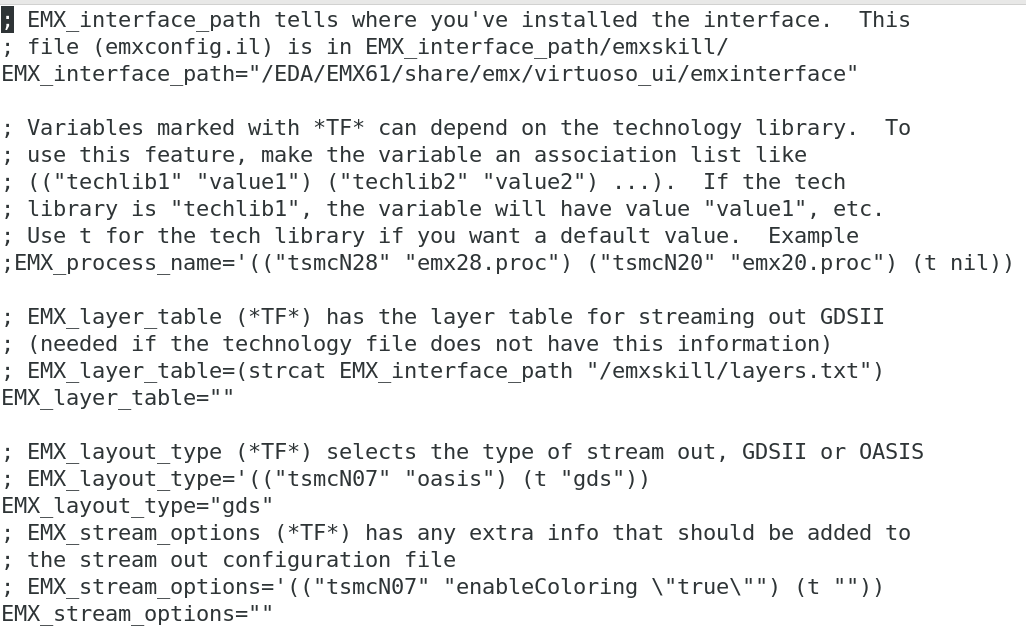 ; EMX_interface_path tells where you've installed the interface.  This
; file (emxconfig.il) is in EMX_interface_path/emxskill/
EMX_interface_path="/EDA/EMX61/share/emx/virtuoso_ui/emxinterface"
; Variables marked with *TF* can depend on the technology library.  To
; use this feature, make the variable an association list like
; (("techlib1" "value1") ("techlib2" "value2") ...).  If the tech
; library is "techlib1", the variable will have value "value1", etc.
; Use t for the tech library if you want a default value.  Example
;EMX_process_name='(("tsmcN28" "emx28.proc") ("tsmcN20" "emx20.proc") (t nil))
; EMX_layer_table (*TF*) has the layer table for streaming out GDSII
; (needed if the technology file does not have this information)
; EMX_layer_table=(strcat EMX_interface_path "/emxskill/layers.txt")
EMX_layer_table=""
; EMX_layout_type (*TF*) selects the type of stream out, GDSII or OASIS
; EMX_layout_type='(("tsmcN07" "oasis") (t "gds"))
EMX_layout_type="gds"
; EMX_stream_options (*TF*) has any extra info that should be added to
; the stream out configuration file
; EMX_stream_options='(("tsmcN07" "enableColoring \"true\"") (t ""))
EMX_stream_options=""